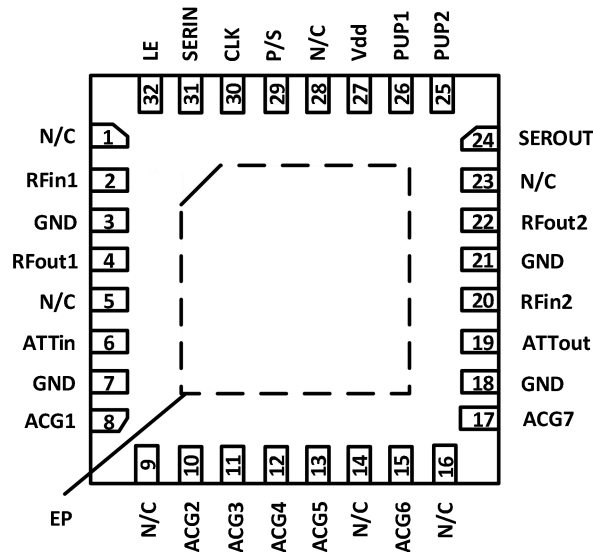 LE SERIN CLK P/S N/C Vdd PUP1 PUP2
32 31 30 29 28 27 26 25
N/C 1 24 SEROUT
RFin1 2 23 N/C
GND 3 22 RFout2
RFout1 4 21 GND
N/C 5 20 RFin2
ATTin 6 19 ATTout
GND 7 18 GND
ACG1 8 17 ACG7
9 10 11 12 13 14 15 16
EP N/C ACG2 ACG3 ACG4 ACG5 N/C ACG6 N/C